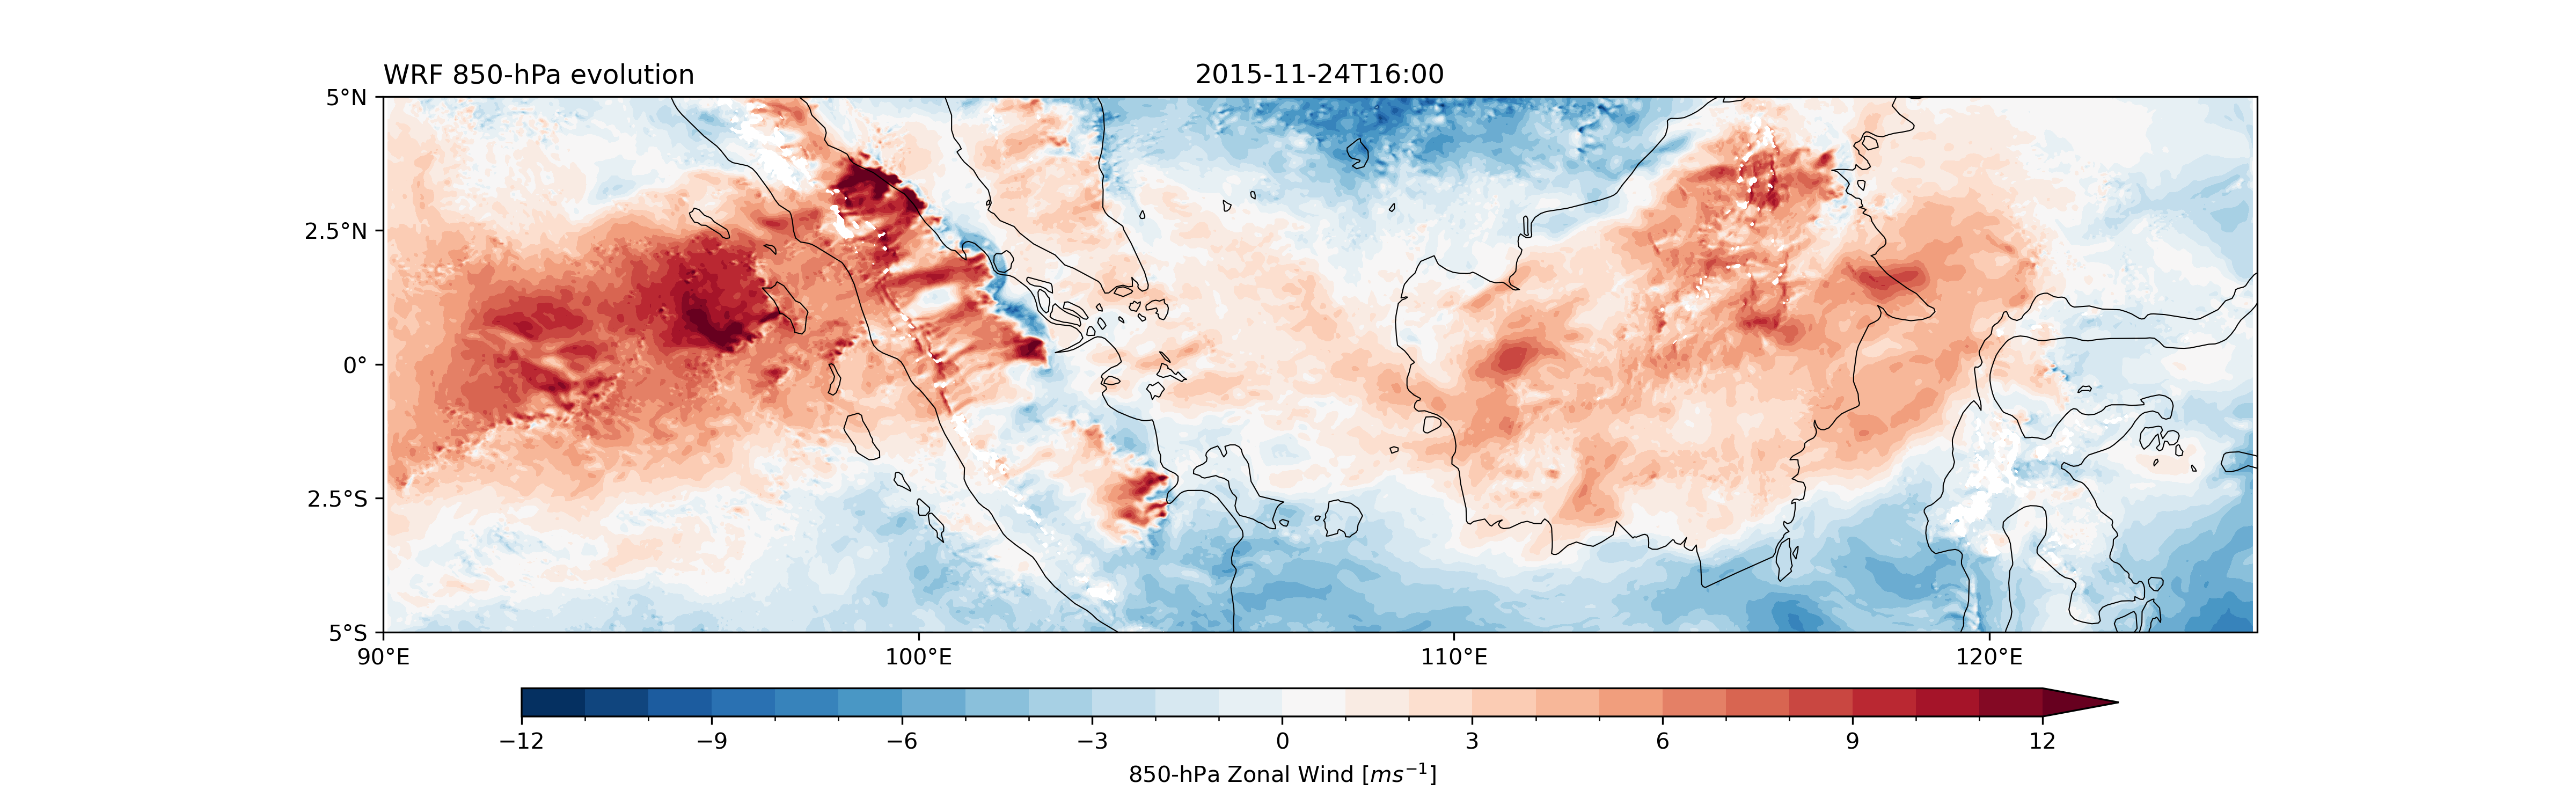 WRF 850-hPa evolution 2015-11-24T16:00
5°N
2.5°N
0°
2.5°S
5°S
90°E 100°E 110°E 120°E
−12 −9 −6 −3 0 3 6 9 12
850-hPa Zonal Wind [ms⁻¹]